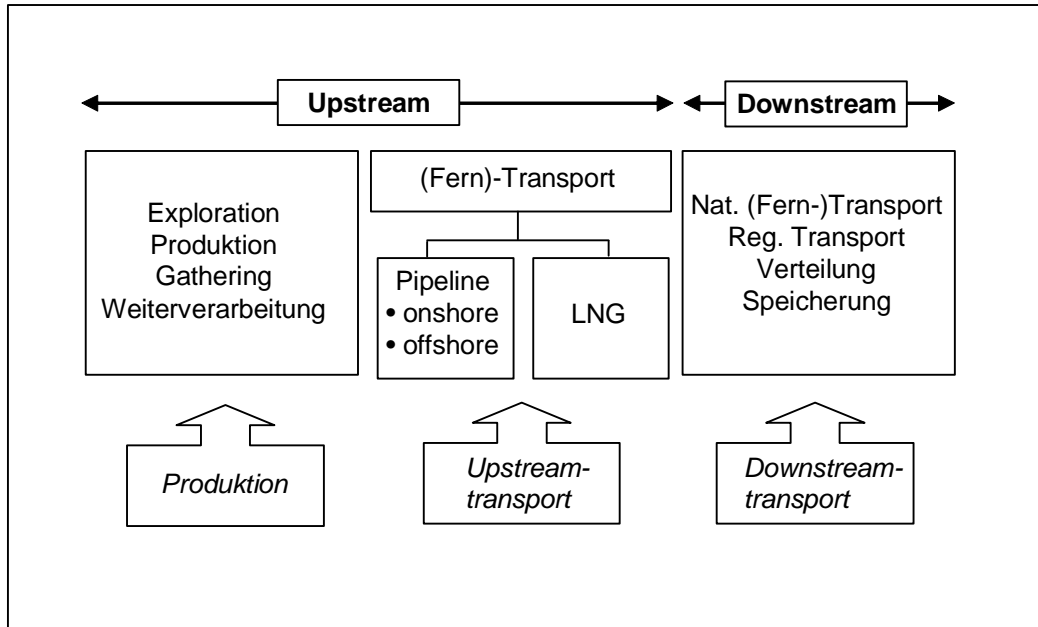 Upstream
Downstream
Exploration
Produktion
Gathering
Weiterverarbeitung
(Fern)-Transport
Pipeline
• onshore
• offshore
LNG
Nat. (Fern-)Transport
Reg. Transport
Verteilung
Speicherung
Produktion
Upstream-
transport
Downstream-
transport